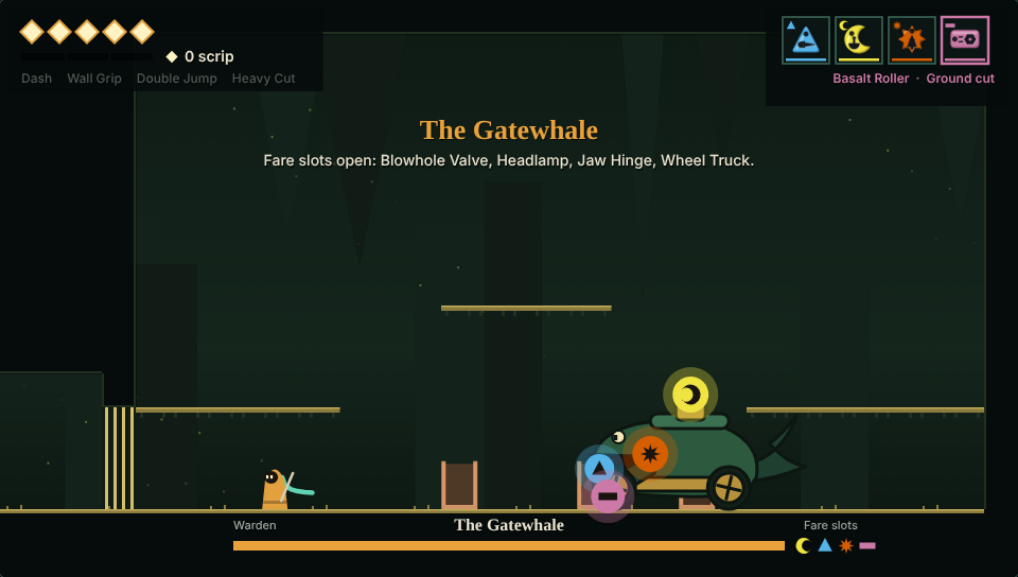 0 scrip
Dash Wall Grip Double Jump Heavy Cut
Basalt Roller · Ground cut
The Gatewhale
Fare slots open: Blowhole Valve, Headlamp, Jaw Hinge, Wheel Truck.
Warden
The Gatewhale
Fare slots